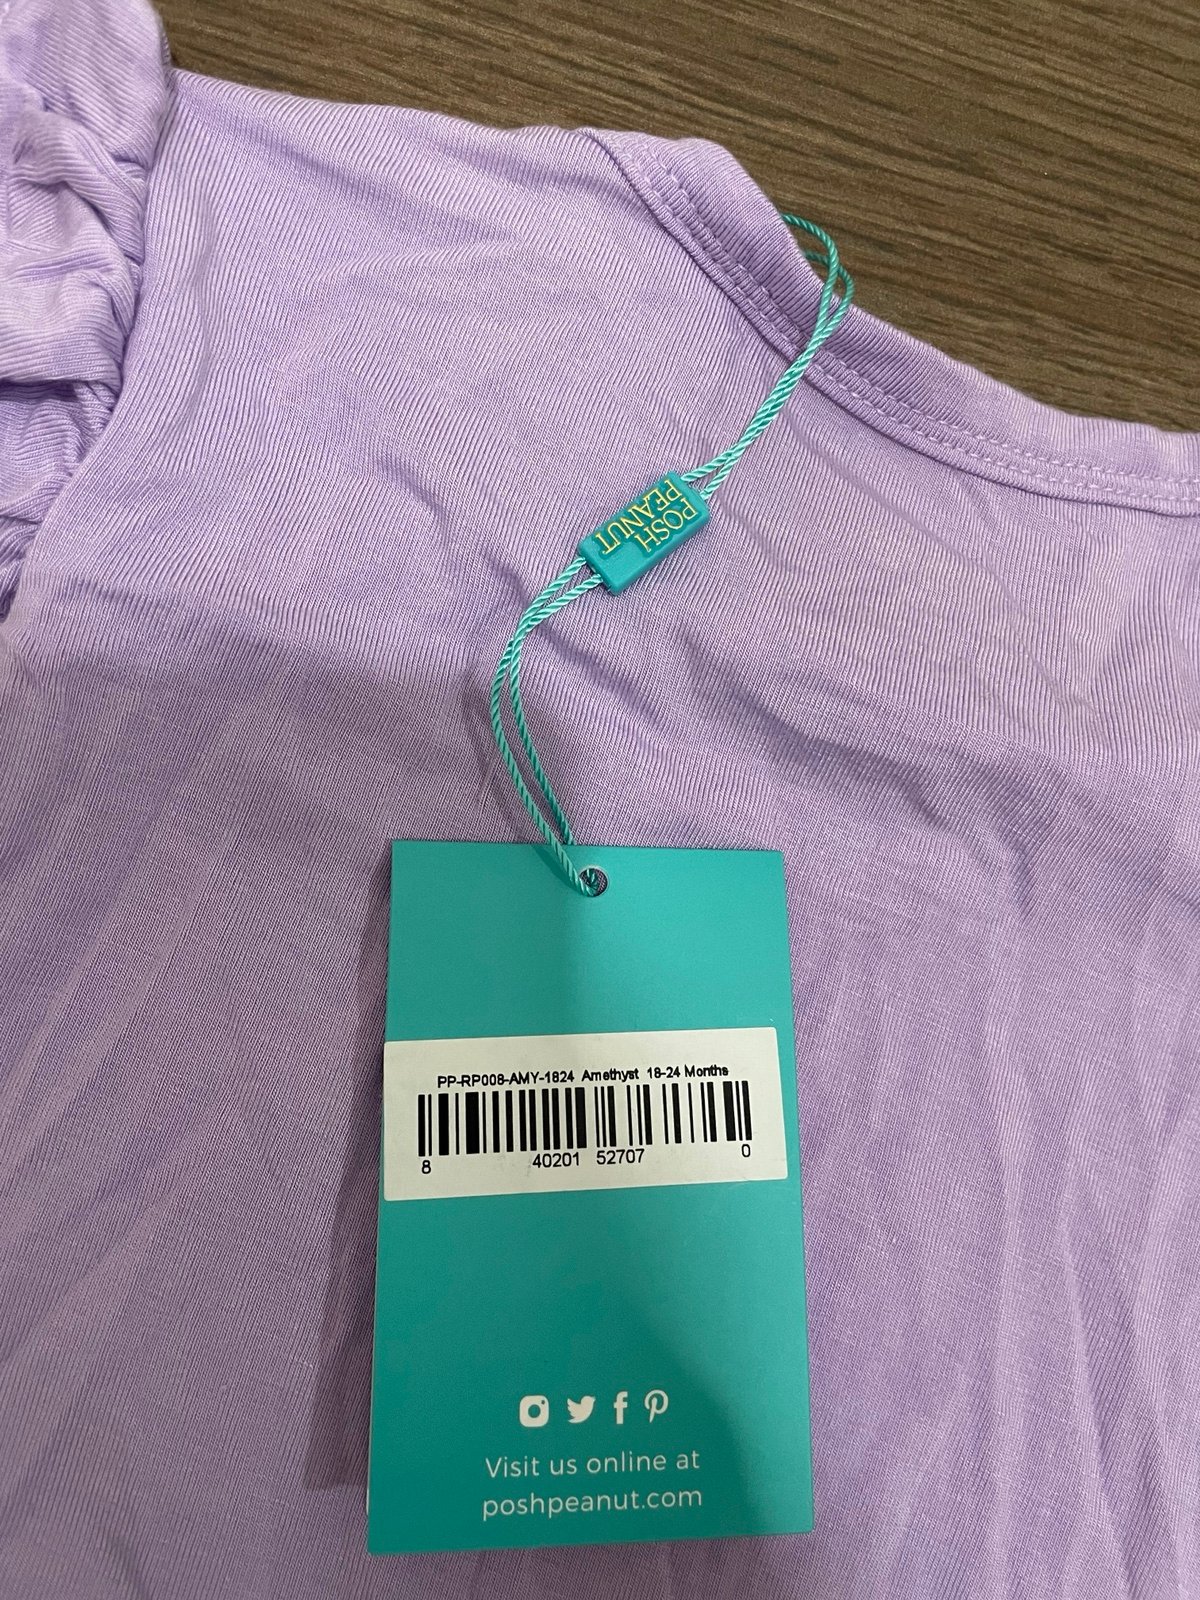 POSH
PEANUT
PP-RP008-AMY-1824 Amethyst 18-24 Months
8 40201 52707 0
Visit us online at
poshpeanut.com